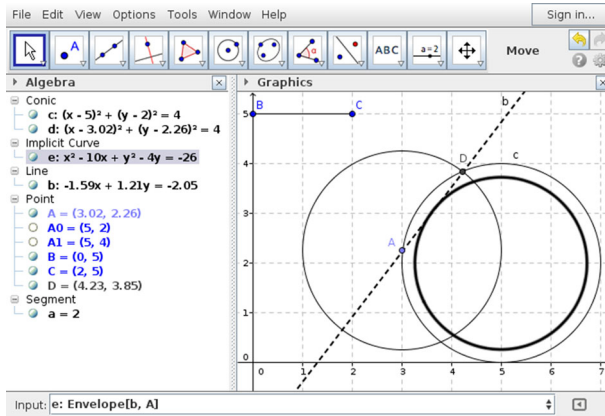 File Edit View Options Tools Window Help Sign in...
A ABC a=2 Move
Algebra
Conic
c: (x - 5)² + (y - 2)² = 4
d: (x - 3.02)² + (y - 2.26)² = 4
Implicit Curve
e: x² - 10x + y² - 4y = -26
Line
b: -1.59x + 1.21y = -2.05
Point
A = (3.02, 2.26)
A0 = (5, 2)
A1 = (5, 4)
B = (0, 5)
C = (2, 5)
D = (4.23, 3.85)
Segment
a = 2
Graphics
b
B C
5
D c
4
3
A
2
1
0
0 1 2 3 4 5 6 7
Input: e: Envelope[b, A]